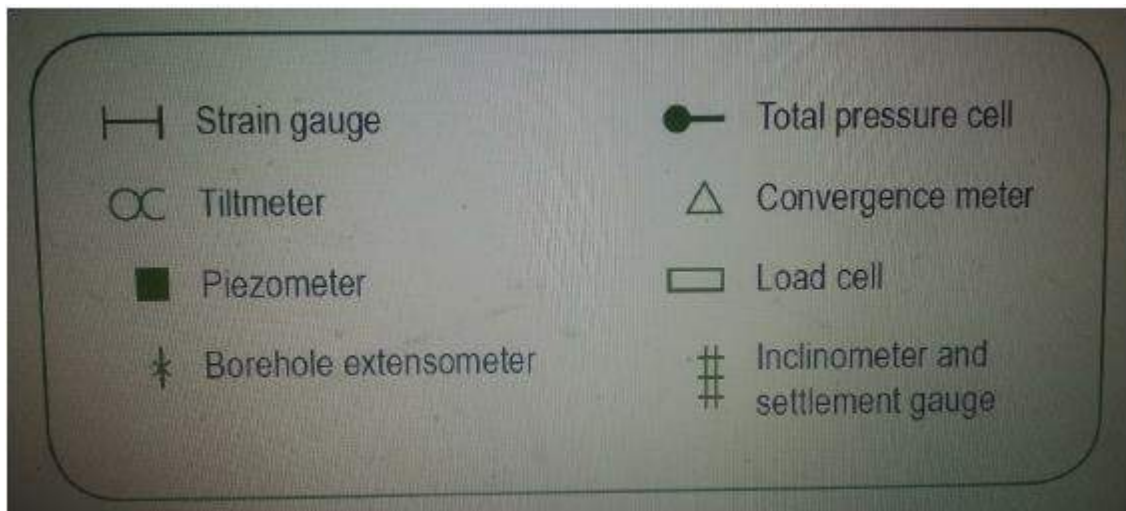 Strain gauge
Tiltmeter
Piezometer
Borehole extensometer
Total pressure cell
Convergence meter
Load cell
Inclinometer and
settlement gauge